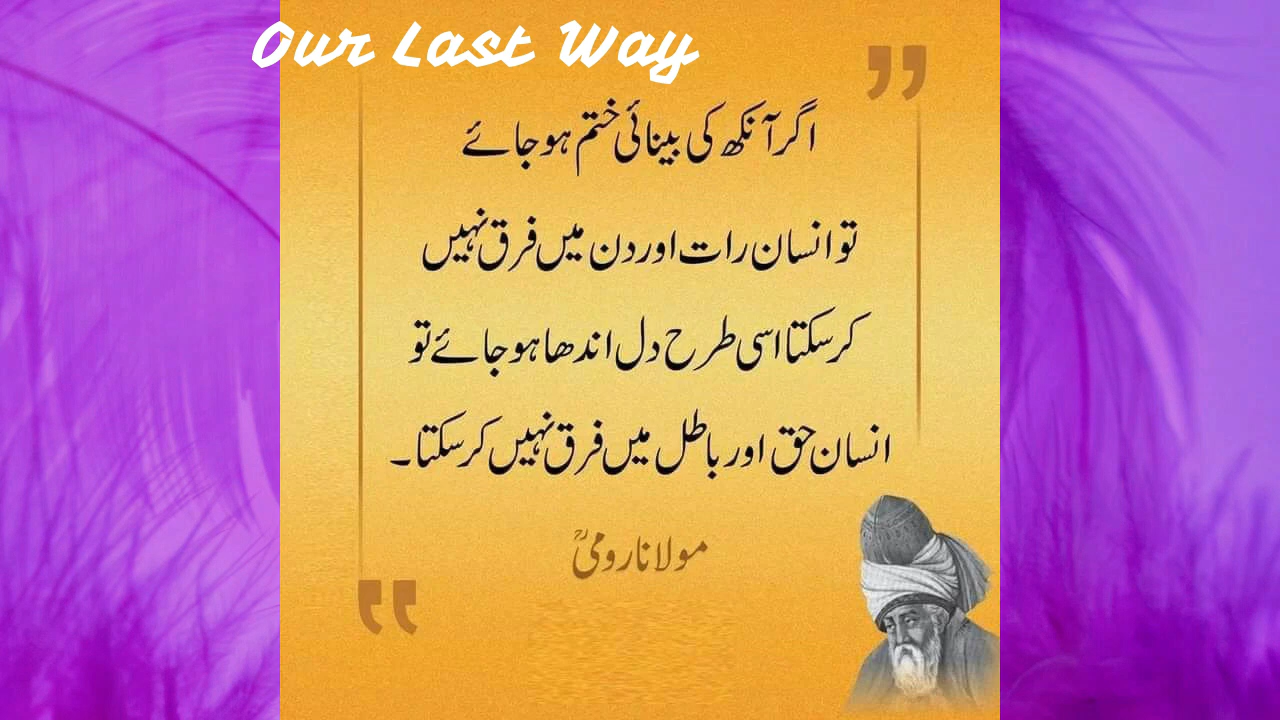 Our Last Way
اگر آنکھ کی بینائی ختم ہو جائے
تو انسان رات اور دن میں فرق نہیں
کر سکتا اسی طرح دل اندھا ہو جائے تو
انسان حق اور باطل میں فرق نہیں کر سکتا۔
مولانا رومیؒ